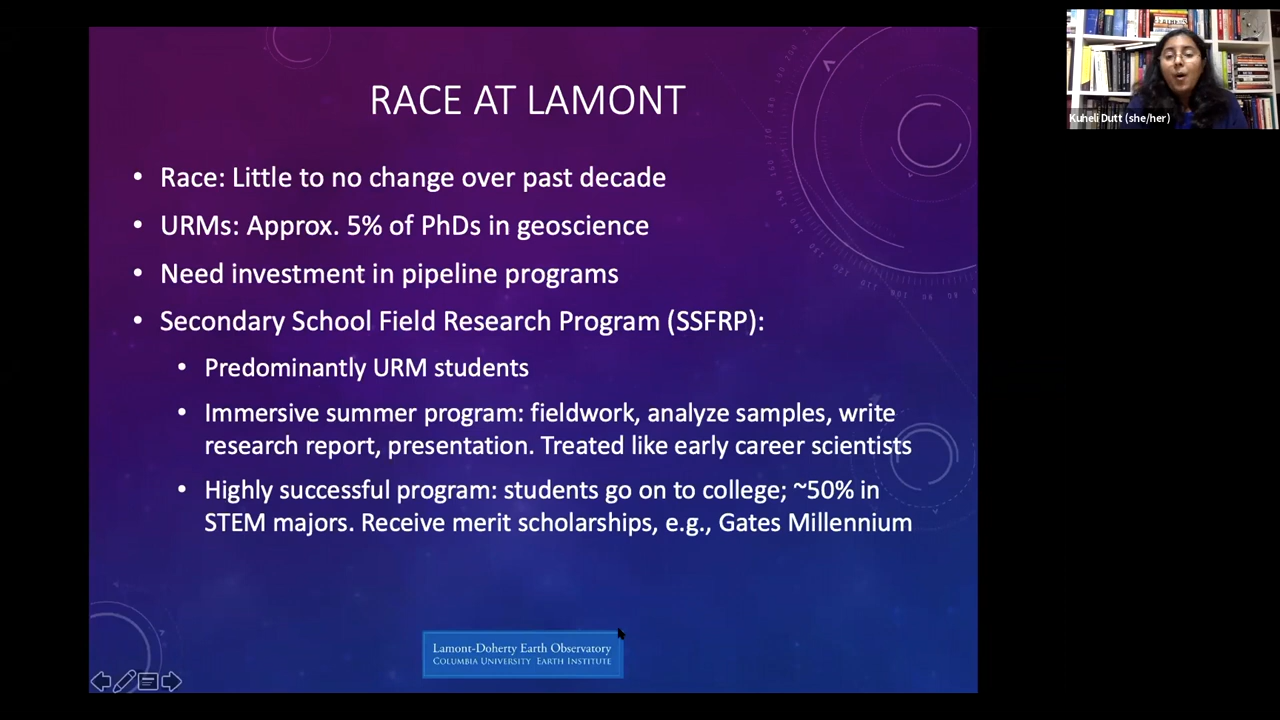 RACE AT LAMONT
• Race: Little to no change over past decade
• URMs: Approx. 5% of PhDs in geoscience
• Need investment in pipeline programs
• Secondary School Field Research Program (SSFRP):
• Predominantly URM students
• Immersive summer program: fieldwork, analyze samples, write
research report, presentation. Treated like early career scientists
• Highly successful program: students go on to college; ~50% in
STEM majors. Receive merit scholarships, e.g., Gates Millennium
Lamont-Doherty Earth Observatory
COLUMBIA UNIVERSITY EARTH INSTITUTE
Kuheli Dutt (she/her)